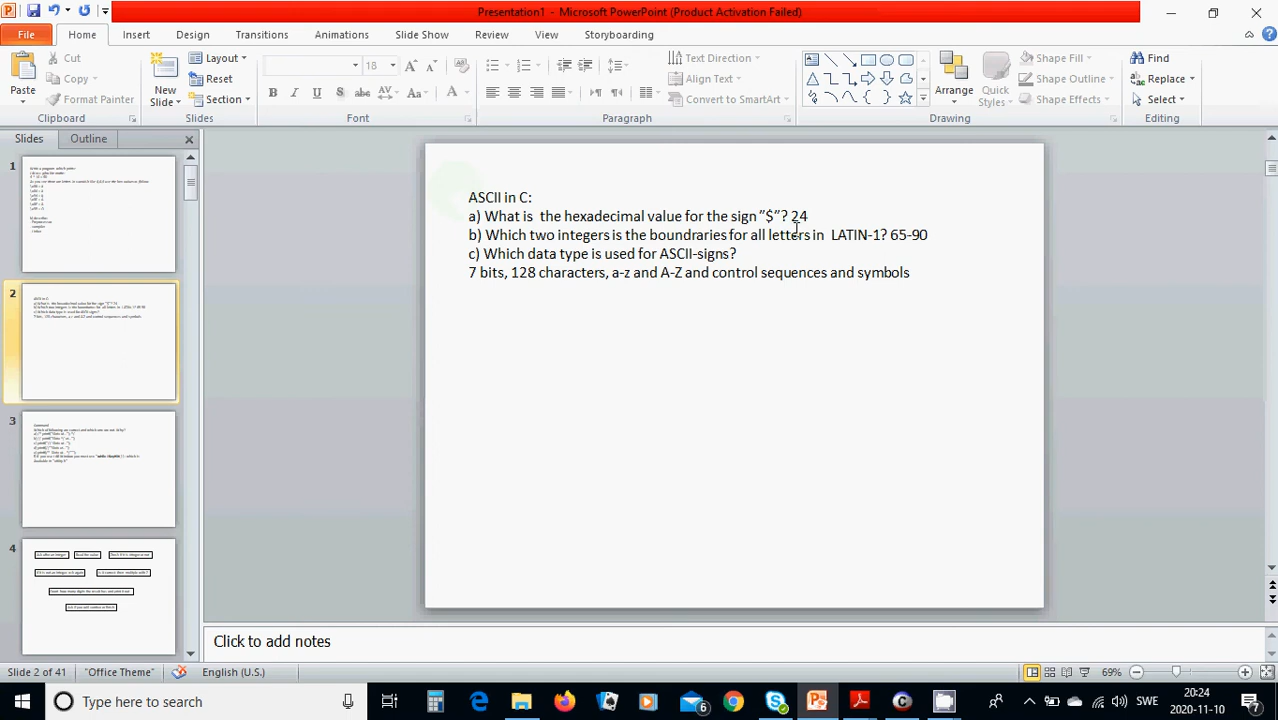 Presentation1 - Microsoft PowerPoint (Product Activation Failed)
File Home Insert Design Transitions Animations Slide Show Review View Storyboarding
Paste Cut Copy Format Painter Clipboard
New Slide Layout Reset Section Slides
18 Font
Text Direction Align Text Convert to SmartArt Paragraph
Arrange Quick Styles Shape Fill Shape Outline Shape Effects Drawing
Find Replace Select Editing
Slides Outline
1
2
3
4
ASCII in C:
a) What is the hexadecimal value for the sign ”$”? 24
b) Which two integers is the boundraries for all letters in LATIN-1? 65-90
c) Which data type is used for ASCII-signs?
7 bits, 128 characters, a-z and A-Z and control sequences and symbols
Click to add notes
Slide 2 of 41 "Office Theme" English (U.S.) 69%
Type here to search 6 SWE 20:24
2020-11-10